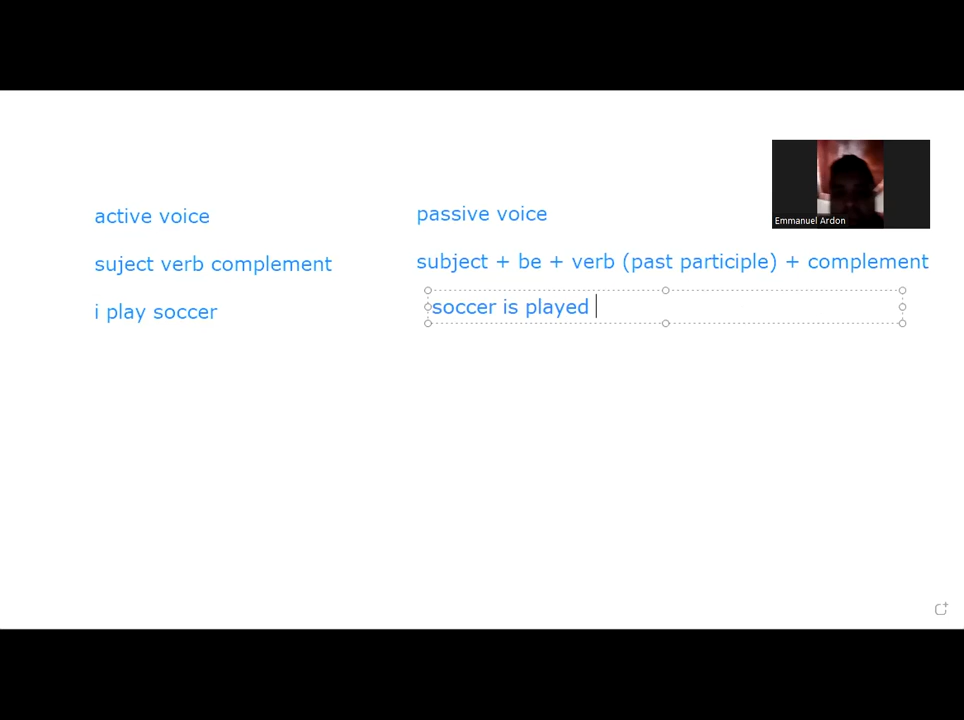 active voice
passive voice
suject verb complement
subject + be + verb (past participle) + complement
i play soccer
soccer is played
Emmanuel Ardon